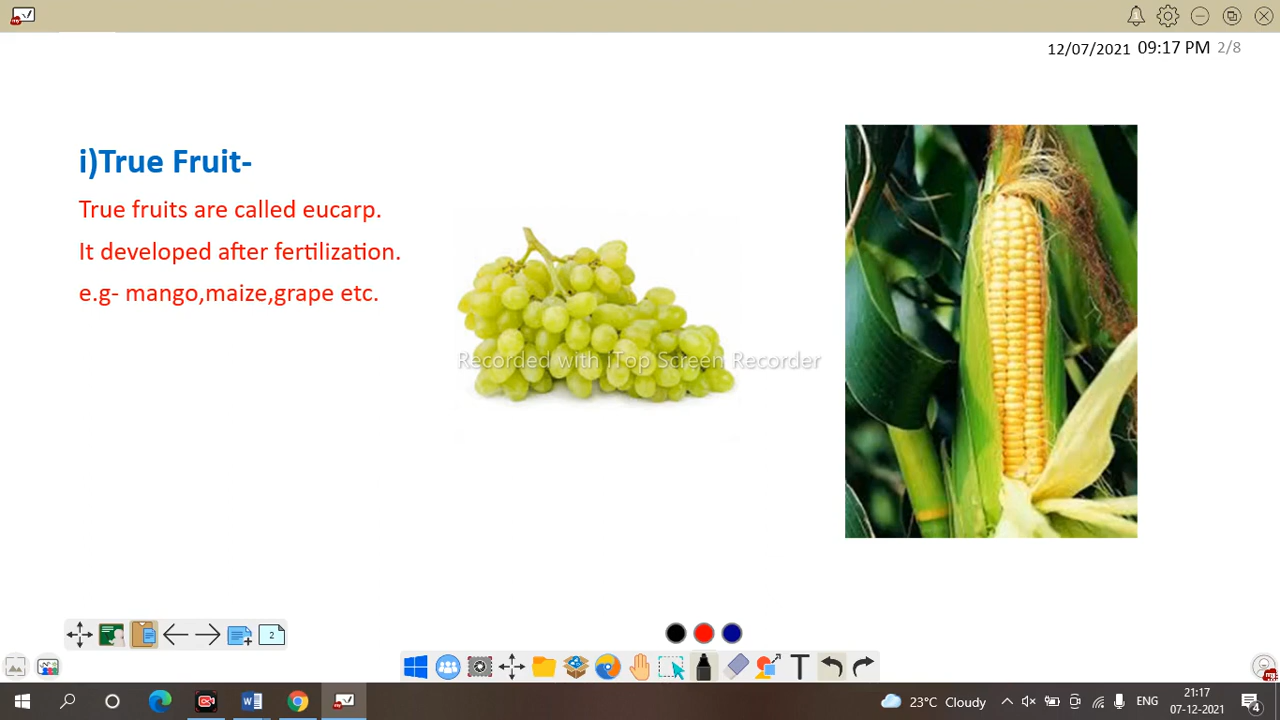 12/07/2021 09:17 PM 2/8
i)True Fruit-
True fruits are called eucarp.
It developed after fertilization.
e.g- mango,maize,grape etc.
Recorded with iTop Screen Recorder
2
T
23°C Cloudy
ENG
21:17
07-12-2021
4